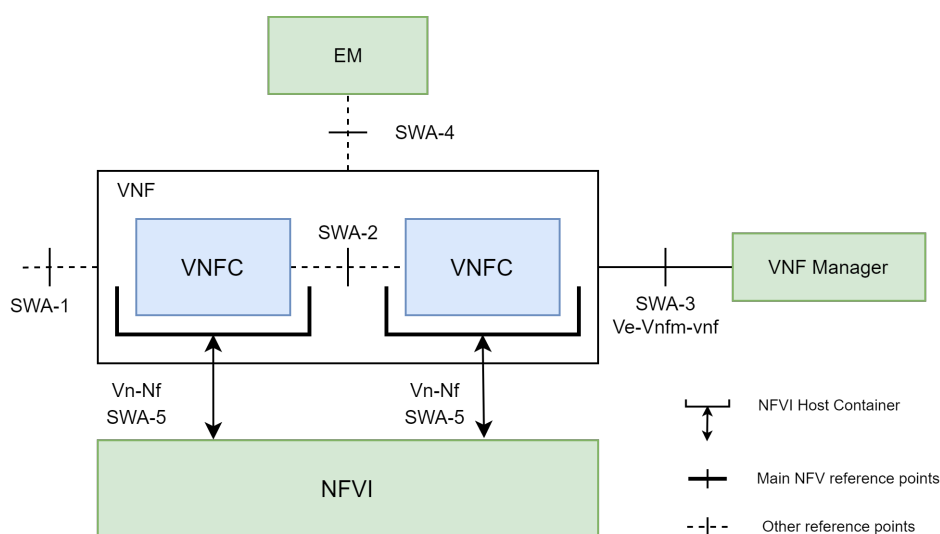 EM
SWA-4
VNF
SWA-2
VNFC
VNFC
VNF Manager
SWA-1
SWA-3
Ve-Vnfm-vnf
Vn-Nf
SWA-5
Vn-Nf
SWA-5
NFVI Host Container
NFVI
Main NFV reference points
Other reference points